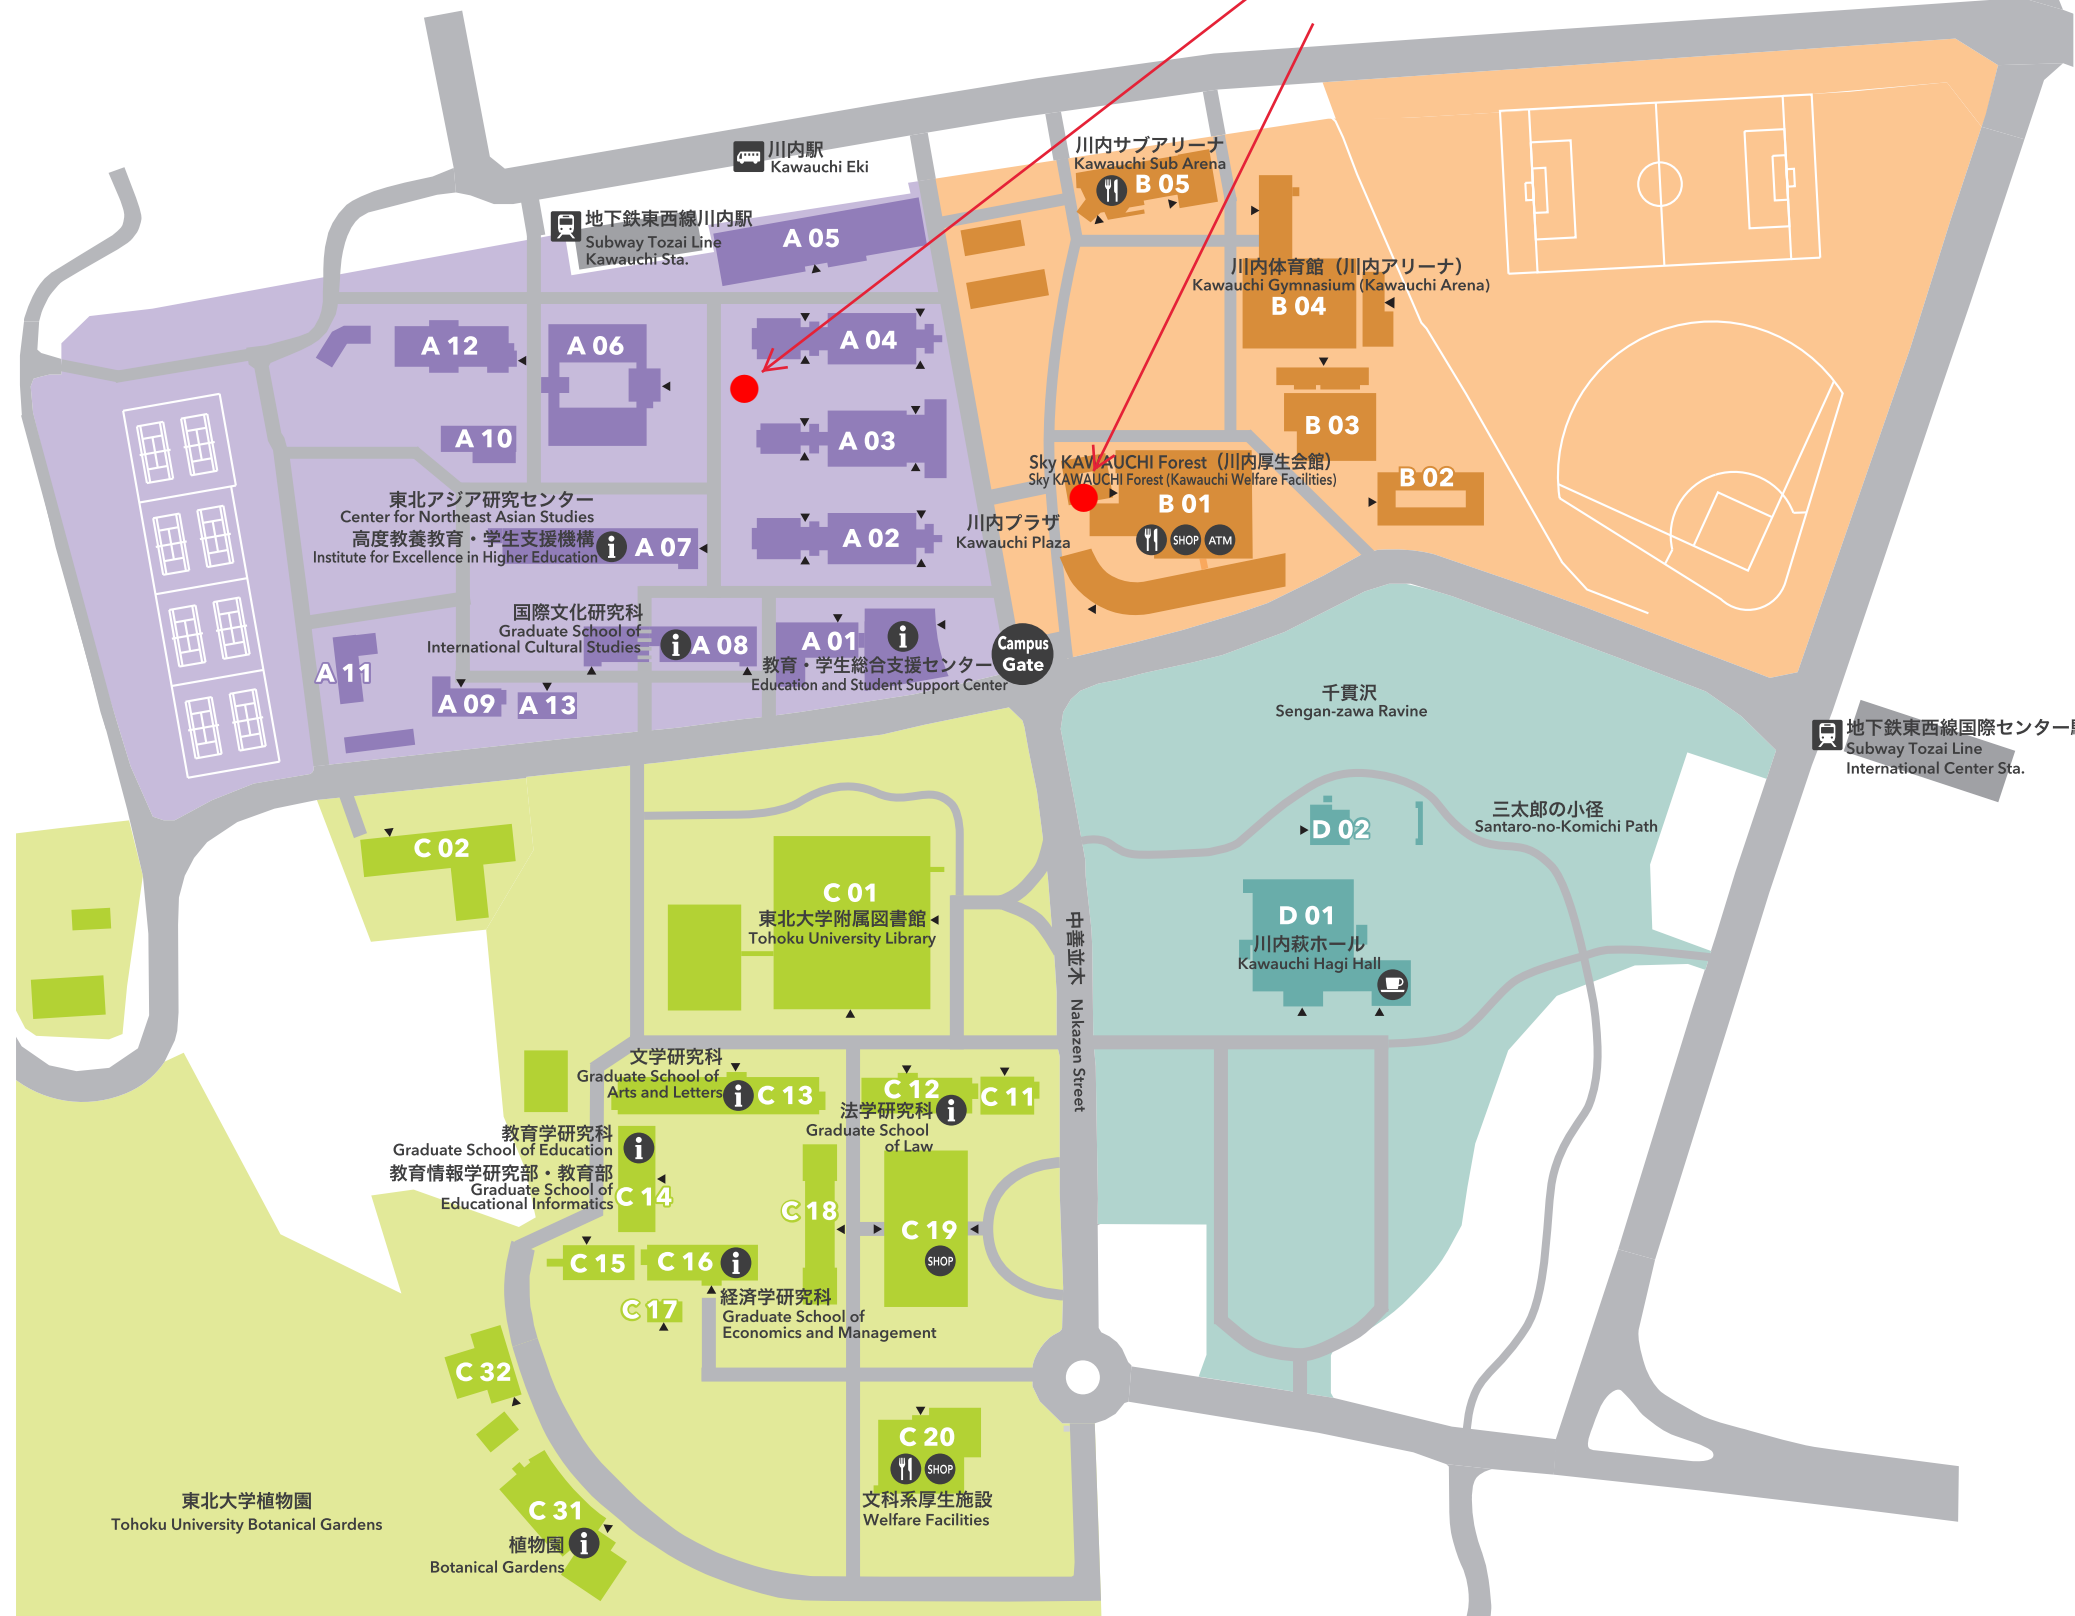 川内駅
Kawauchi Eki
地下鉄東西線川内駅
Subway Tozai Line
Kawauchi Sta.
A 05
川内サブアリーナ
Kawauchi Sub Arena
B 05
川内体育館（川内アリーナ）
Kawauchi Gymnasium (Kawauchi Arena)
B 04
A 12
A 06
A 04
A 10
A 03
B 03
Sky KAWAUCHI Forest（川内厚生会館）
Sky KAWAUCHI Forest (Kawauchi Welfare Facilities)
B 01
SHOP
ATM
B 02
東北アジア研究センター
Center for Northeast Asian Studies
高度教養教育・学生支援機構
Institute for Excellence in Higher Education
A 07
A 02
川内プラザ
Kawauchi Plaza
国際文化研究科
Graduate School of
International Cultural Studies
A 08
A 01
教育・学生総合支援センター
Education and Student Support Center
Campus
Gate
A 11
A 09
A 13
千貫沢
Sengan-zawa Ravine
地下鉄東西線国際センター
Subway Tozai Line
International Center Sta.
三太郎の小径
Santaro-no-Komichi Path
D 02
C 02
C 01
東北大学附属図書館
Tohoku University Library
D 01
川内萩ホール
Kawauchi Hagi Hall
中善並木 Nakazen Street
文学研究科
Graduate School of
Arts and Letters
C 13
C 12
C 11
法学研究科
Graduate School
of Law
教育学研究科
Graduate School of Education
教育情報学研究部・教育部
Graduate School of
Educational Informatics
C 14
C 18
C 19
SHOP
C 15
C 16
C 17
経済学研究科
Graduate School of
Economics and Management
C 32
C 20
SHOP
文科系厚生施設
Welfare Facilities
東北大学植物園
Tohoku University Botanical Gardens
C 31
植物園
Botanical Gardens